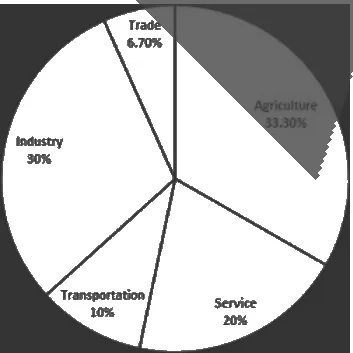 Trade
6.70%
Agriculture
33.30%
Industry
30%
Transportation
10%
Service
20%